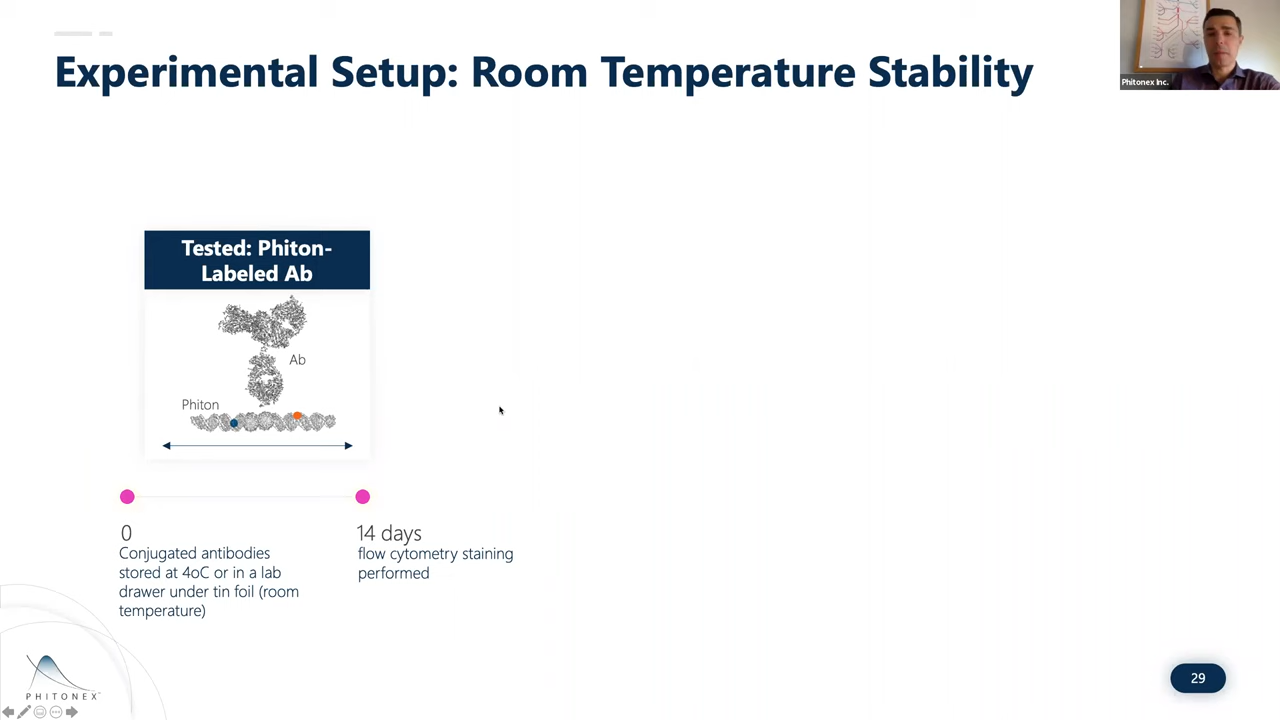 Experimental Setup: Room Temperature Stability
Phitonex Inc.
Tested: Phiton-
Labeled Ab
Ab
Phiton
0
Conjugated antibodies
stored at 4oC or in a lab
drawer under tin foil (room
temperature)
14 days
flow cytometry staining
performed
PHITONEX
29